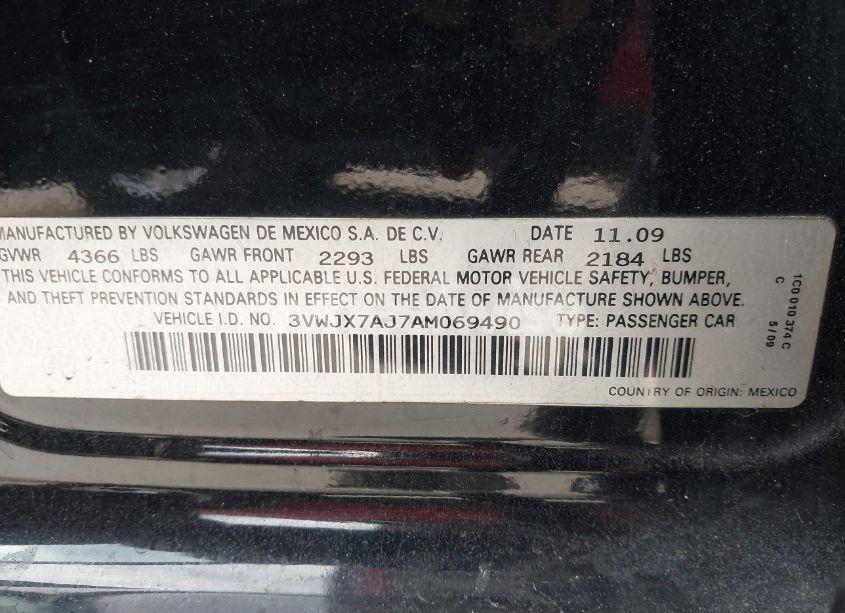 MANUFACTURED BY VOLKSWAGEN DE MEXICO S.A. DE C.V. DATE 11.09
GVWR 4366 LBS GAWR FRONT 2293 LBS GAWR REAR 2184 LBS
THIS VEHICLE CONFORMS TO ALL APPLICABLE U.S. FEDERAL MOTOR VEHICLE SAFETY, BUMPER,
AND THEFT PREVENTION STANDARDS IN EFFECT ON THE DATE OF MANUFACTURE SHOWN ABOVE.
VEHICLE I.D. NO. 3VWJX7AJ7AM069490 TYPE: PASSENGER CAR
COUNTRY OF ORIGIN: MEXICO
1C0 010 374 C
C 5/09